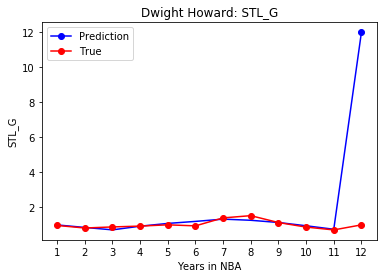 Dwight Howard: STL_G
Prediction
True
STL_G
12
10
8
6
4
2
1 2 3 4 5 6 7 8 9 10 11 12
Years in NBA